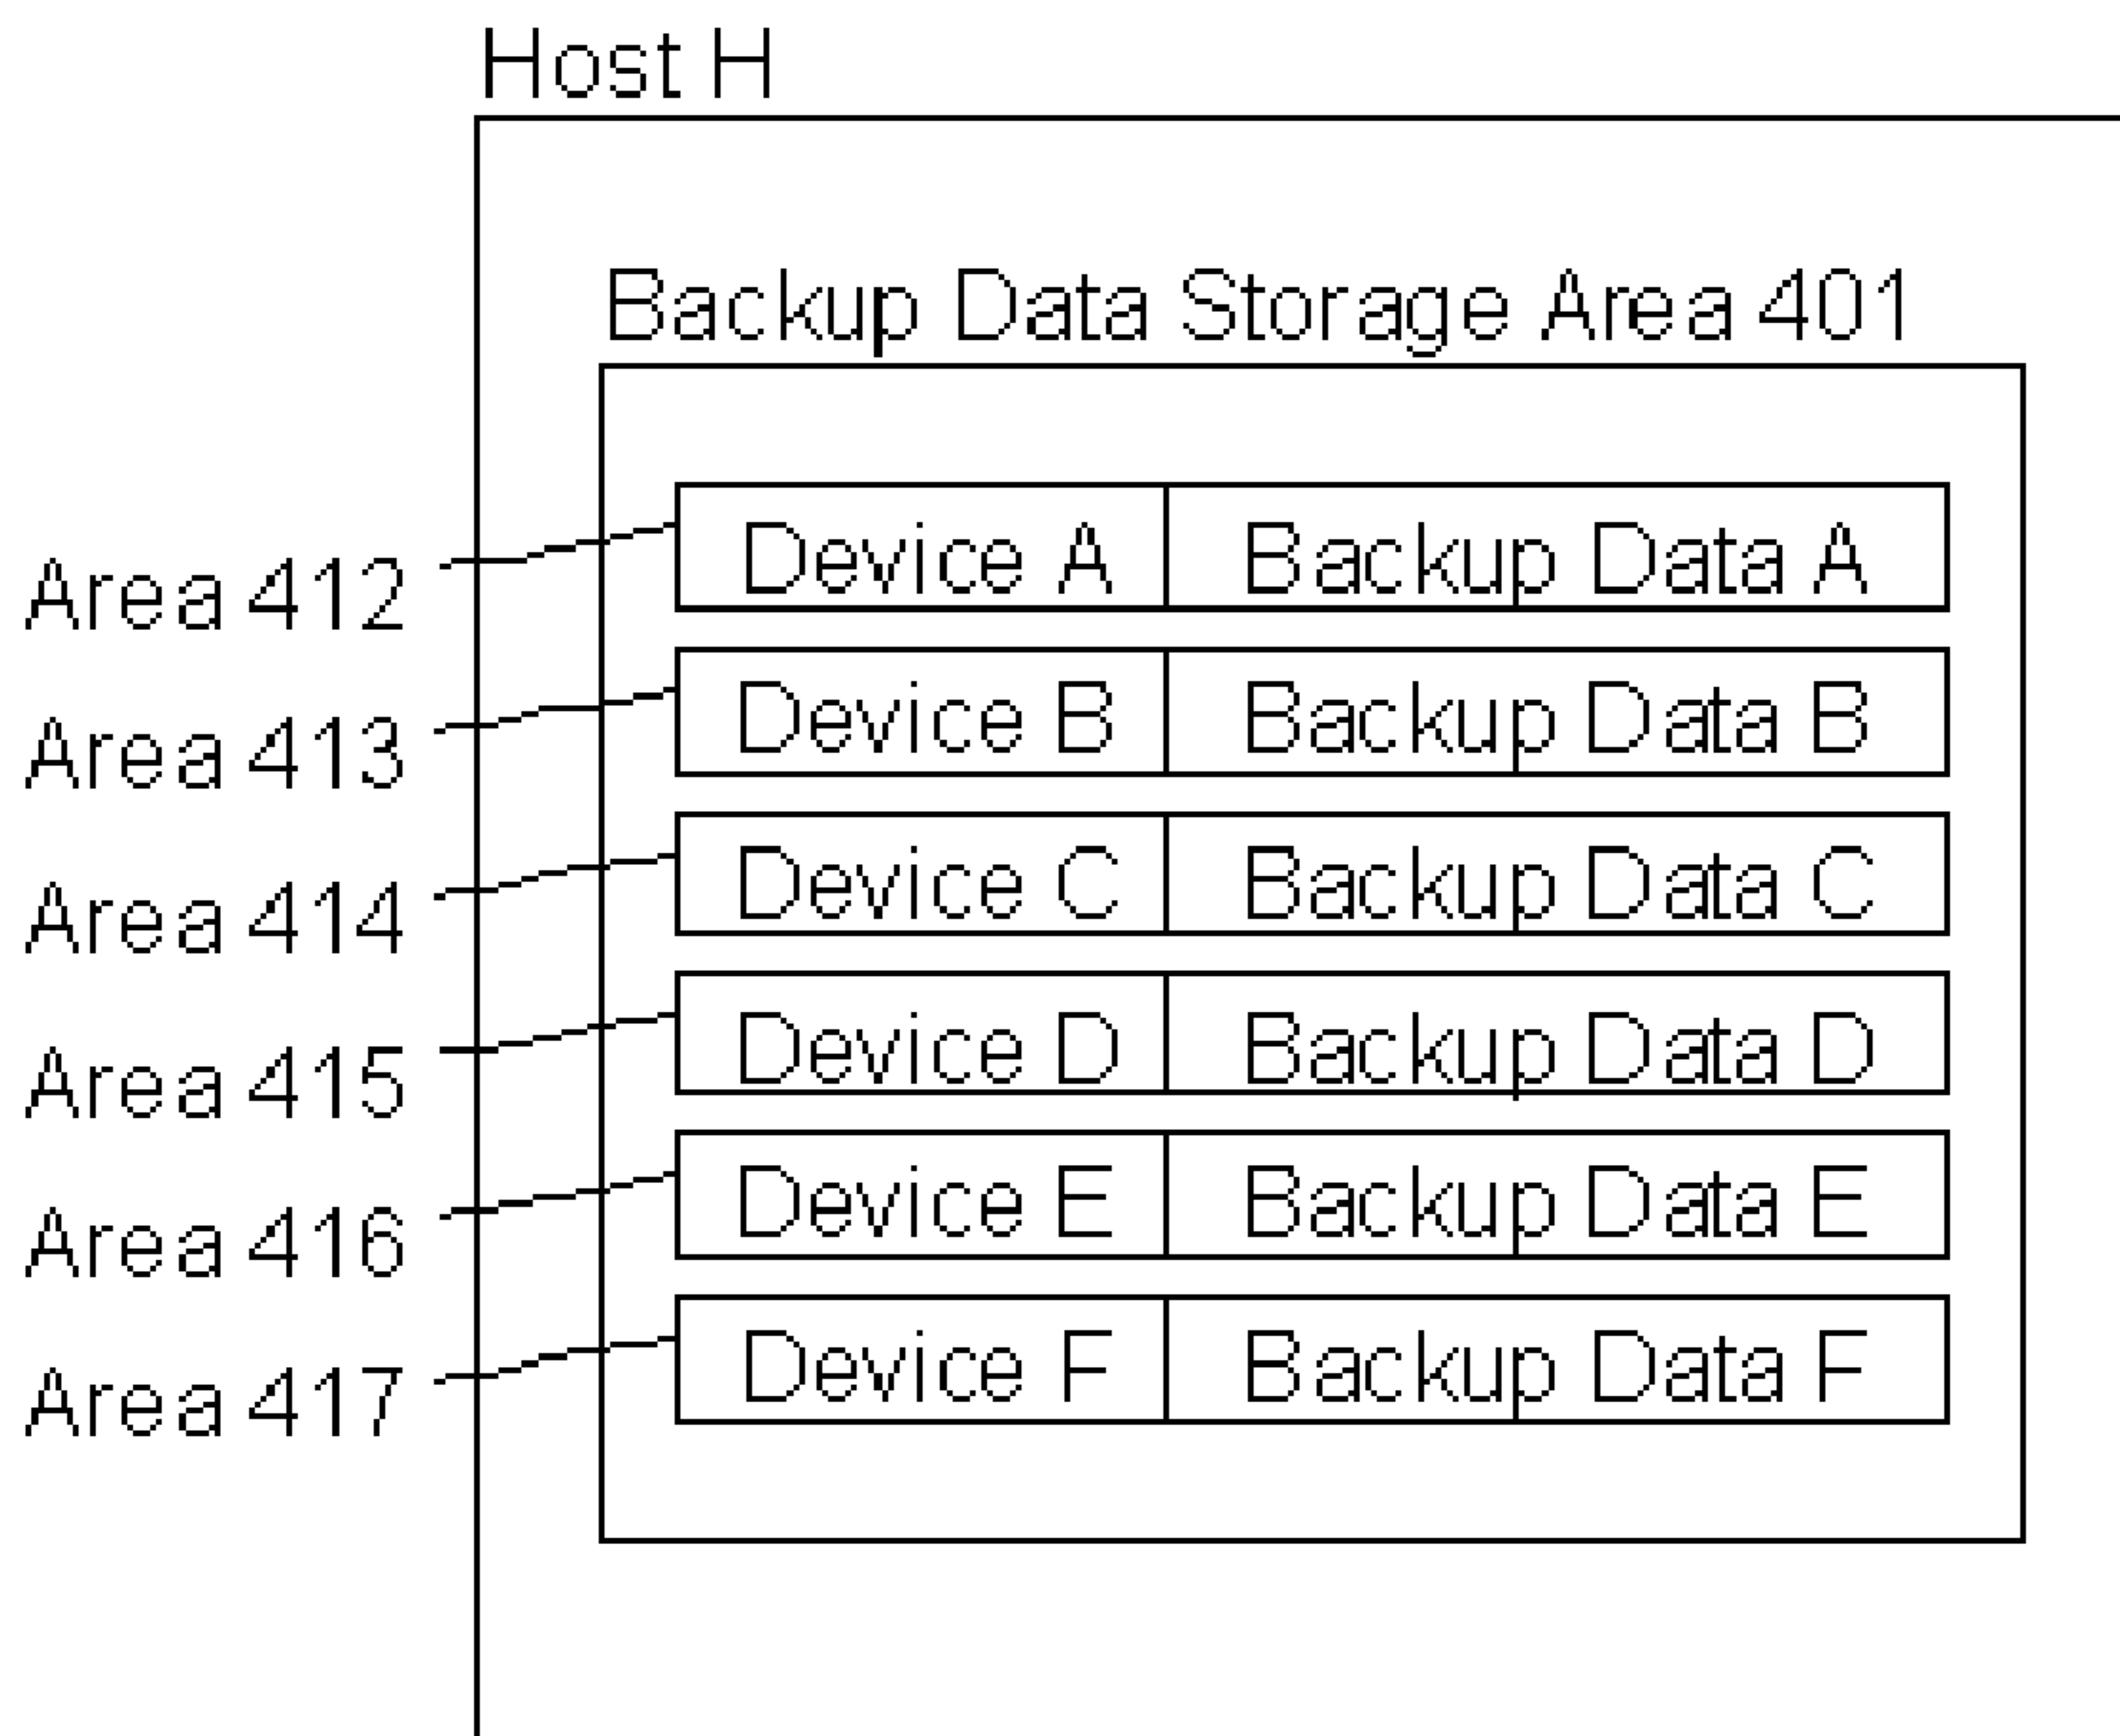 Host H
Backup Data Storage Area 401
Area 412 Device A Backup Data A
Area 413 Device B Backup Data B
Area 414 Device C Backup Data C
Area 415 Device D Backup Data D
Area 416 Device E Backup Data E
Area 417 Device F Backup Data F